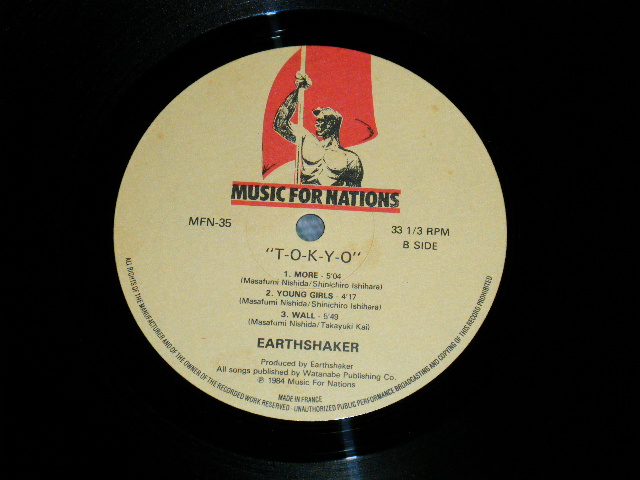 MUSIC FOR NATIONS
MFN-35
33 1/3 RPM
B SIDE
"T-O-K-Y-O"
1. MORE - 5'04
(Masafumi Nishida/Shinichiro Ishihara)
2. YOUNG GIRLS - 4'17
(Masafumi Nishida/Shinichiro Ishihara)
3. WALL - 5'49
(Masafumi Nishida/Takayuki Kaii)
EARTHSHAKER
Produced by Earthshaker
All songs published by Watanabe Publishing Co.
℗ 1984 Music For Nations
MADE IN FRANCE
ALL RIGHTS OF THE MANUFACTURER AND OF THE OWNER OF THE RECORDED WORK RESERVED - UNAUTHORIZED PUBLIC PERFORMANCE BROADCASTING AND COPYING OF THIS RECORD PROHIBITED